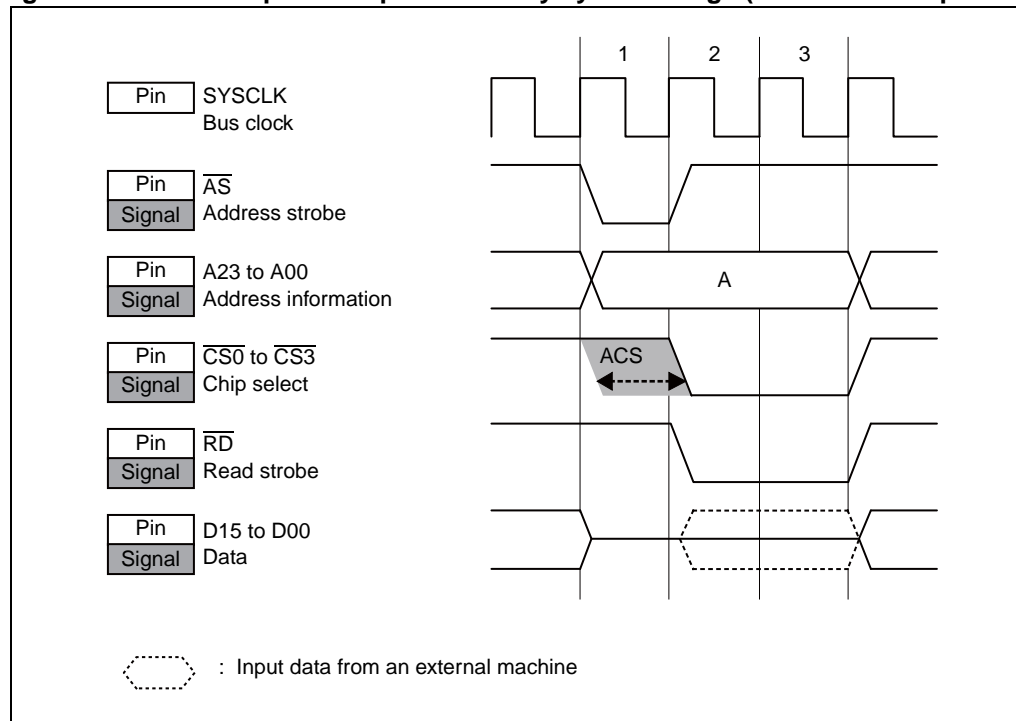 1 2 3
Pin SYSCLK
Bus clock
Pin AS
Signal Address strobe
Pin A23 to A00
Signal Address information
A
Pin CS0 to CS3
Signal Chip select
ACS
Pin RD
Signal Read strobe
Pin D15 to D00
Signal Data
: Input data from an external machine